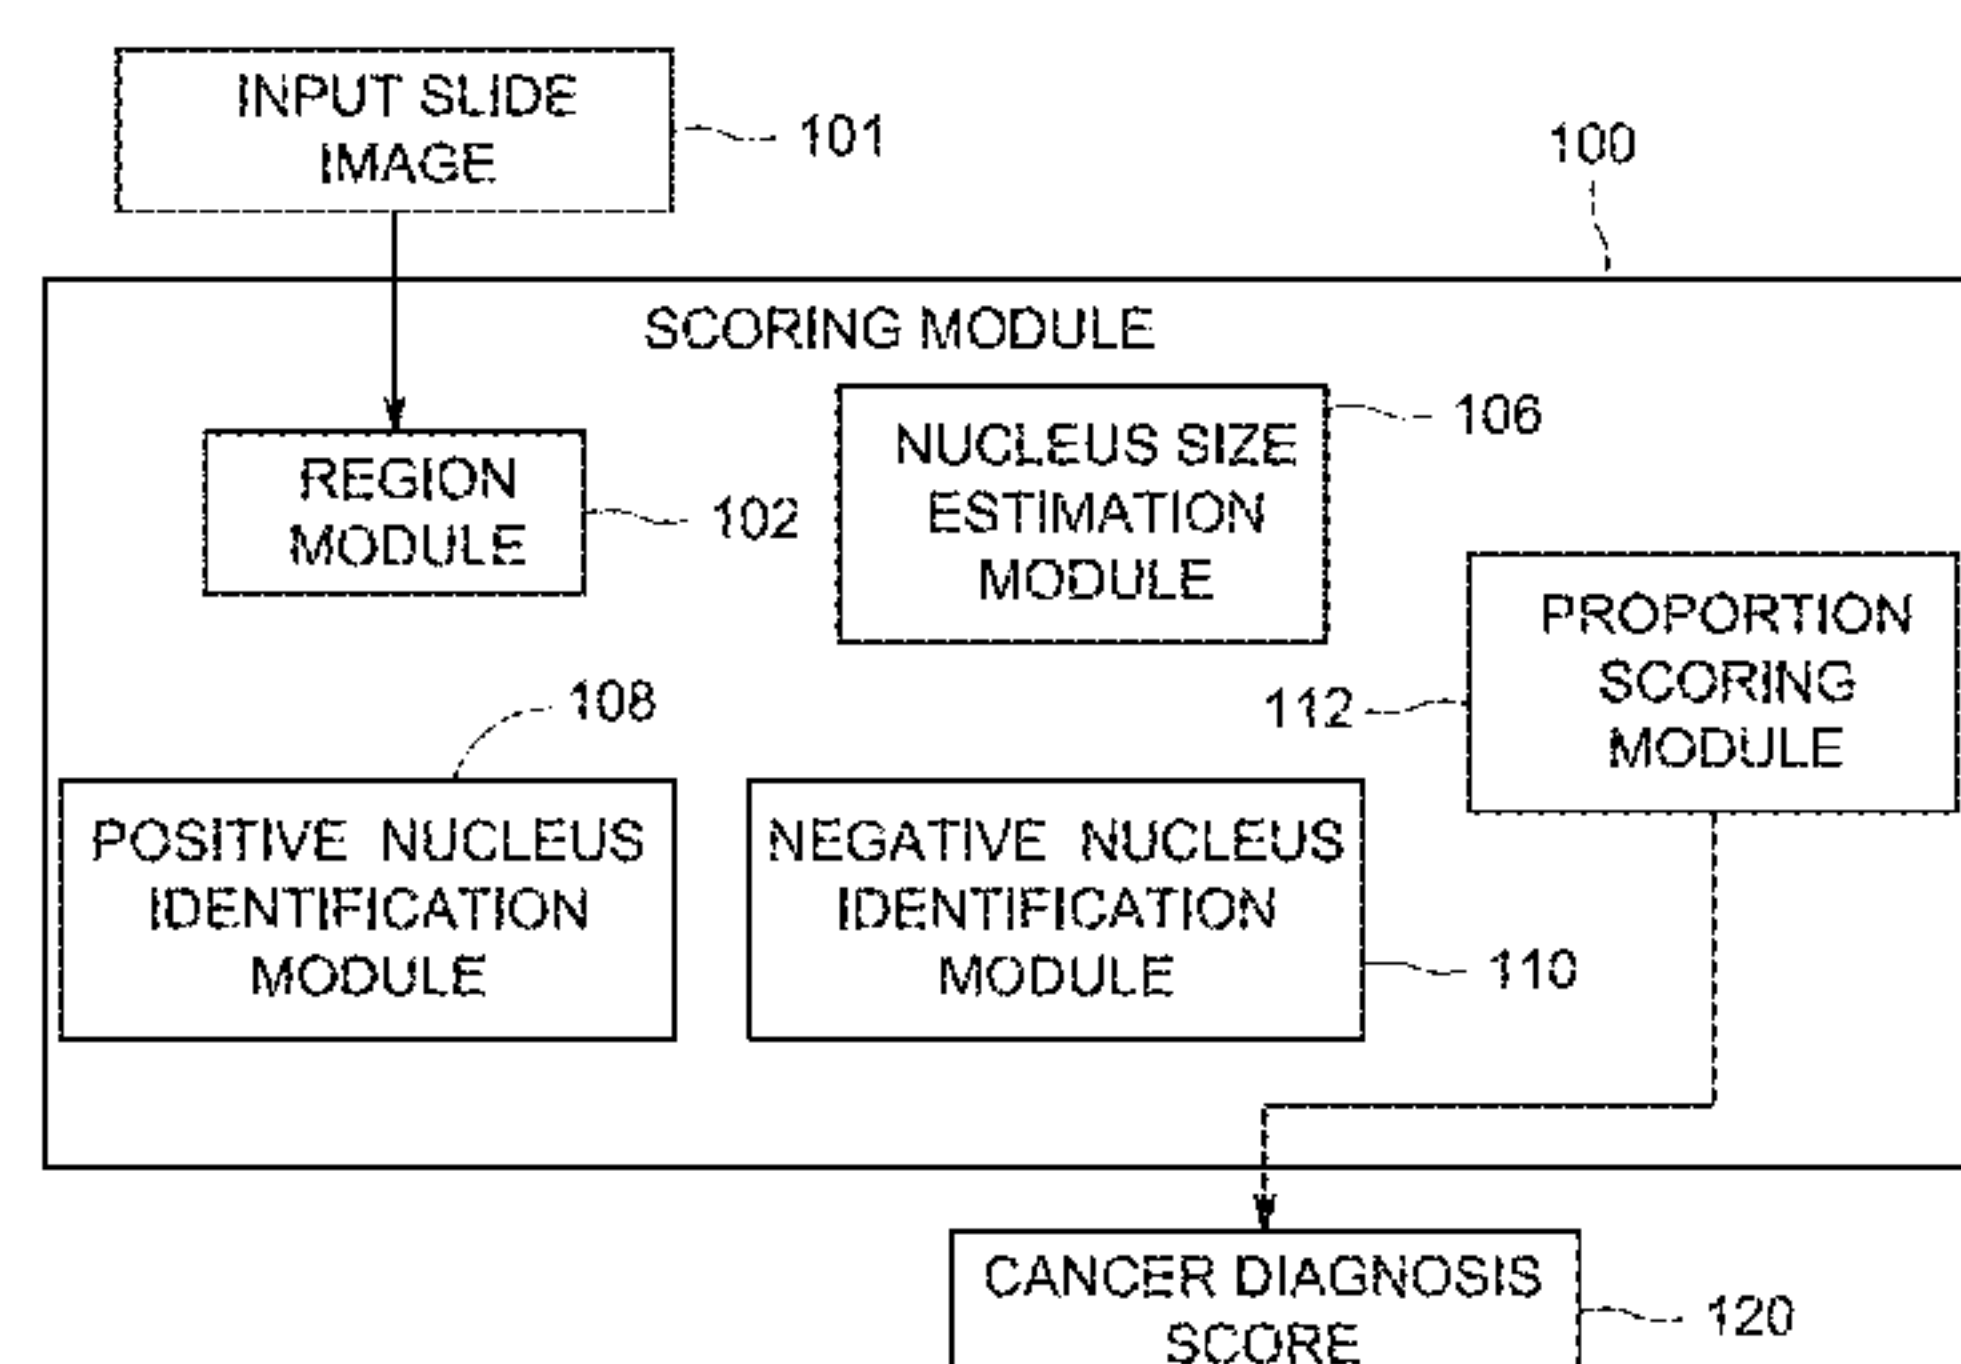 INPUT SLIDE
IMAGE
101
100
SCORING MODULE
REGION
MODULE
102
NUCLEUS SIZE
ESTIMATION
MODULE
106
PROPORTION
SCORING
MODULE
112
108
POSITIVE NUCLEUS
IDENTIFICATION
MODULE
NEGATIVE NUCLEUS
IDENTIFICATION
MODULE
110
CANCER DIAGNOSIS
SCORE
120